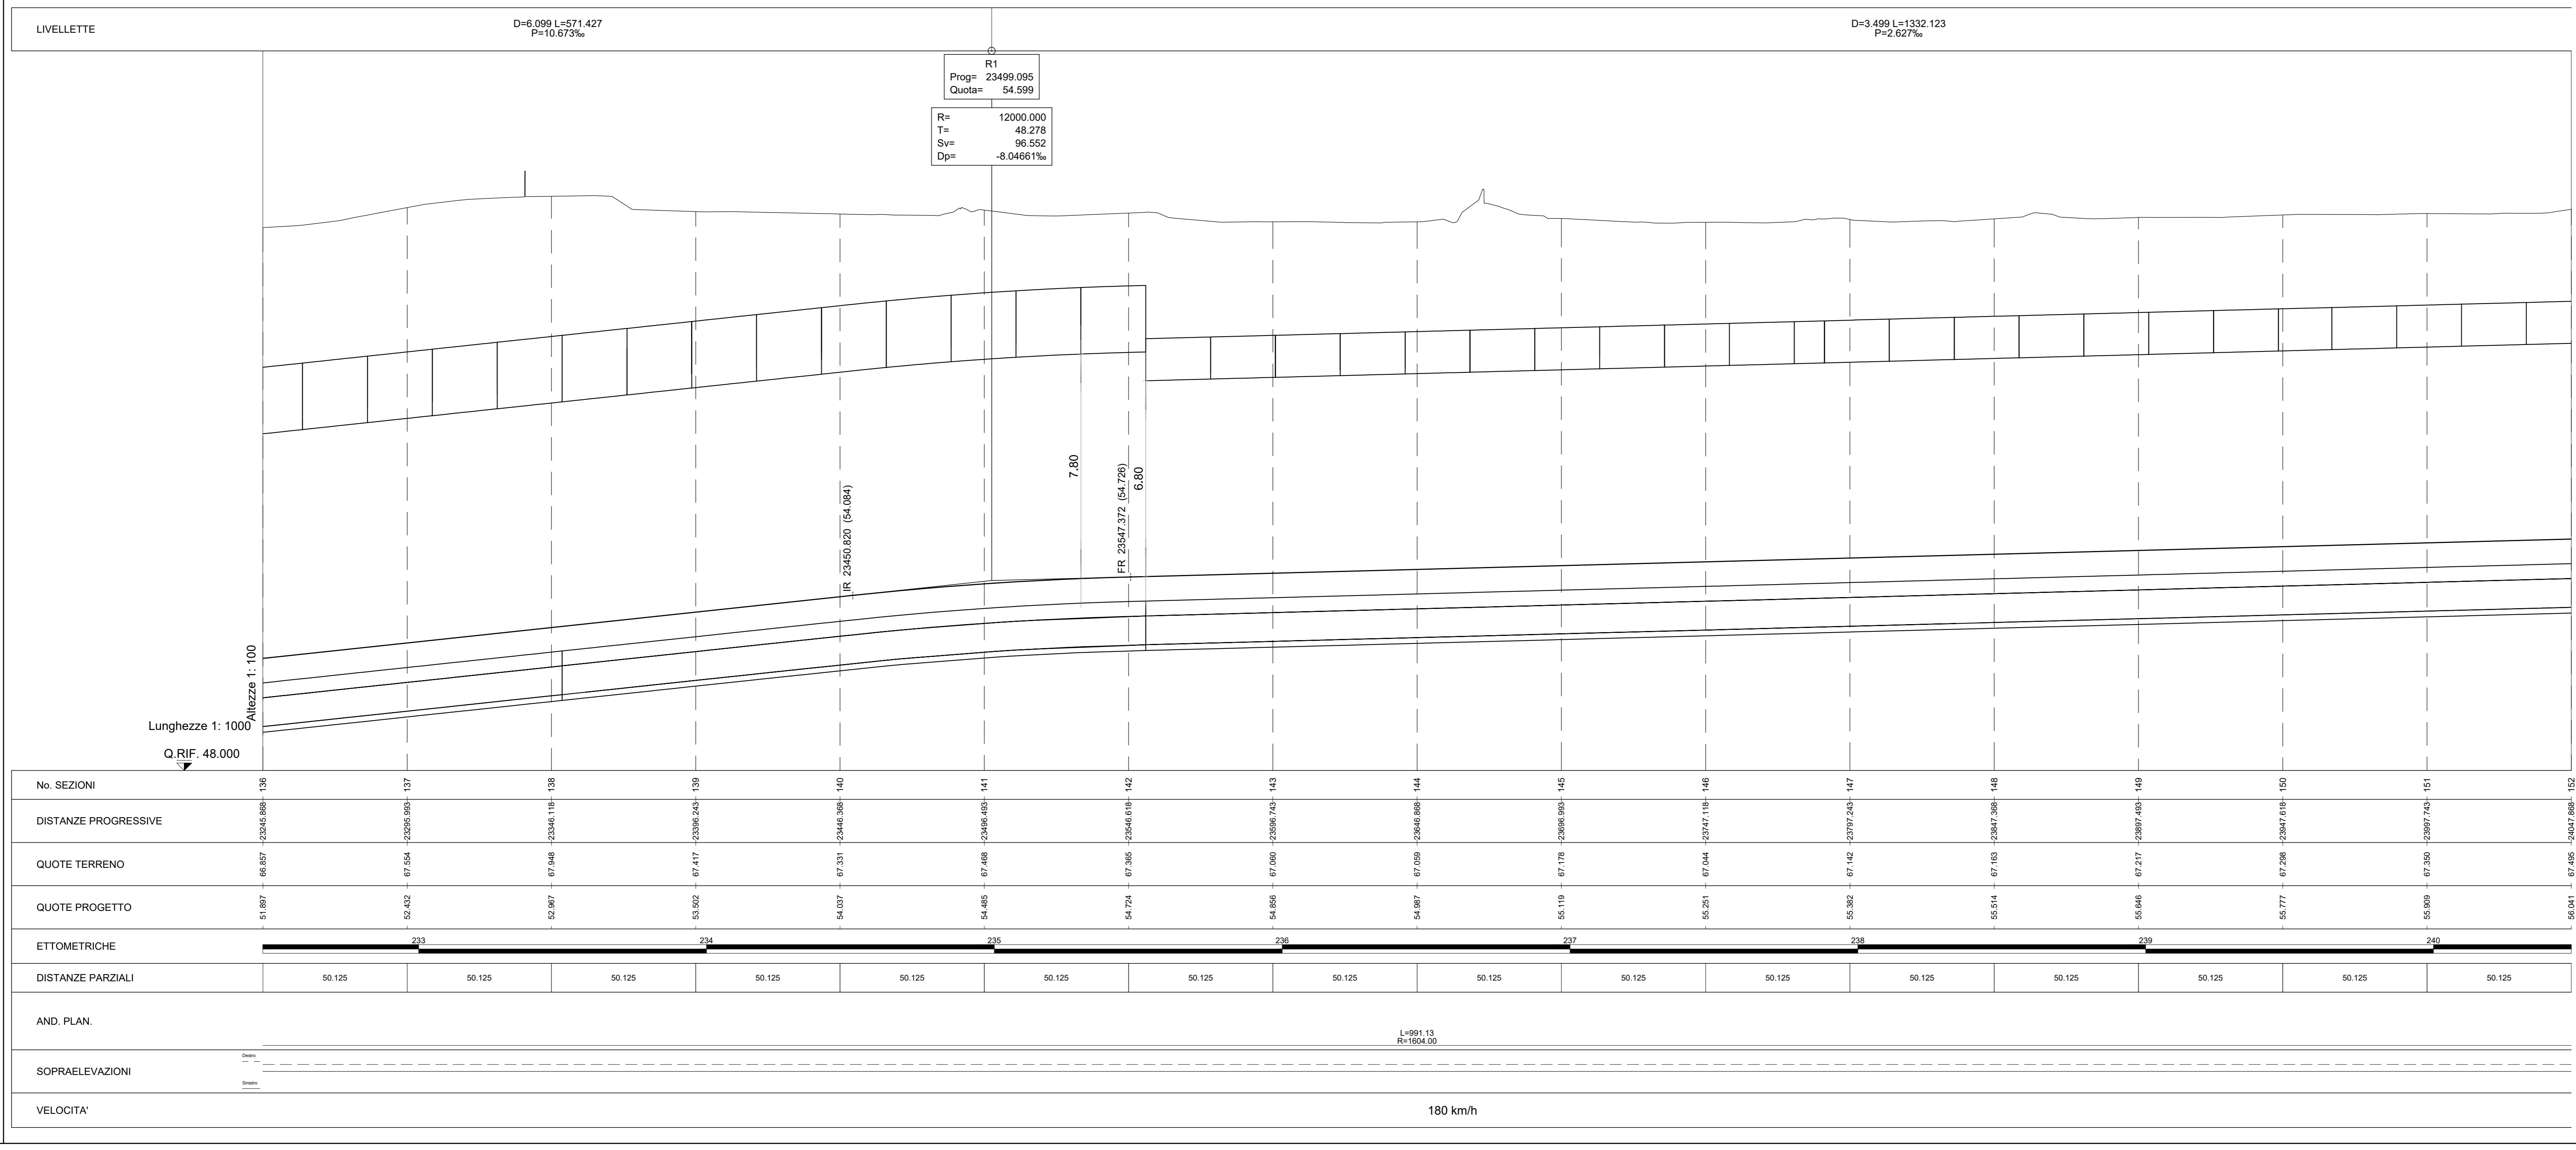 LIVELLETTE
D=6.099 L=571.427
P=10.673‰
D=3.499 L=1332.123
P=2.627‰
R1
Prog= 23499.095
Quota= 54.599
R= 12000.000
T= 48.278
Sv= 96.552
Dp= -8.04661‰
IR 23450.820 (54.084)
7.80
FR 23547.372 (54.726)
6.80
Altezze 1: 100
Lunghezze 1: 1000
Q.RIF. 48.000
No. SEZIONI 136 137 138 139 140 141 142 143 144 145 146 147 148 149 150 151 152
DISTANZE PROGRESSIVE 23245.868 23295.993 23346.118 23396.243 23446.368 23496.493 23546.618 23596.743 23646.868 23696.993 23747.118 23797.243 23847.368 23897.493 23947.618 23997.743 24047.868
QUOTE TERRENO 66.857 67.554 67.948 67.417 67.331 67.468 67.365 67.060 67.059 67.178 67.044 67.142 67.163 67.217 67.298 67.350 67.495
QUOTE PROGETTO 51.897 52.432 52.967 53.502 54.037 54.485 54.724 54.856 54.987 55.119 55.251 55.382 55.514 55.646 55.777 55.909 56.041
ETTOMETRICHE 233 234 235 236 237 238 239 240
DISTANZE PARZIALI 50.125 50.125 50.125 50.125 50.125 50.125 50.125 50.125 50.125 50.125 50.125 50.125 50.125 50.125 50.125 50.125
AND. PLAN.
L=991.13
R=1604.00
Destro
SOPRAELEVAZIONI
Sinistro
VELOCITA' 180 km/h